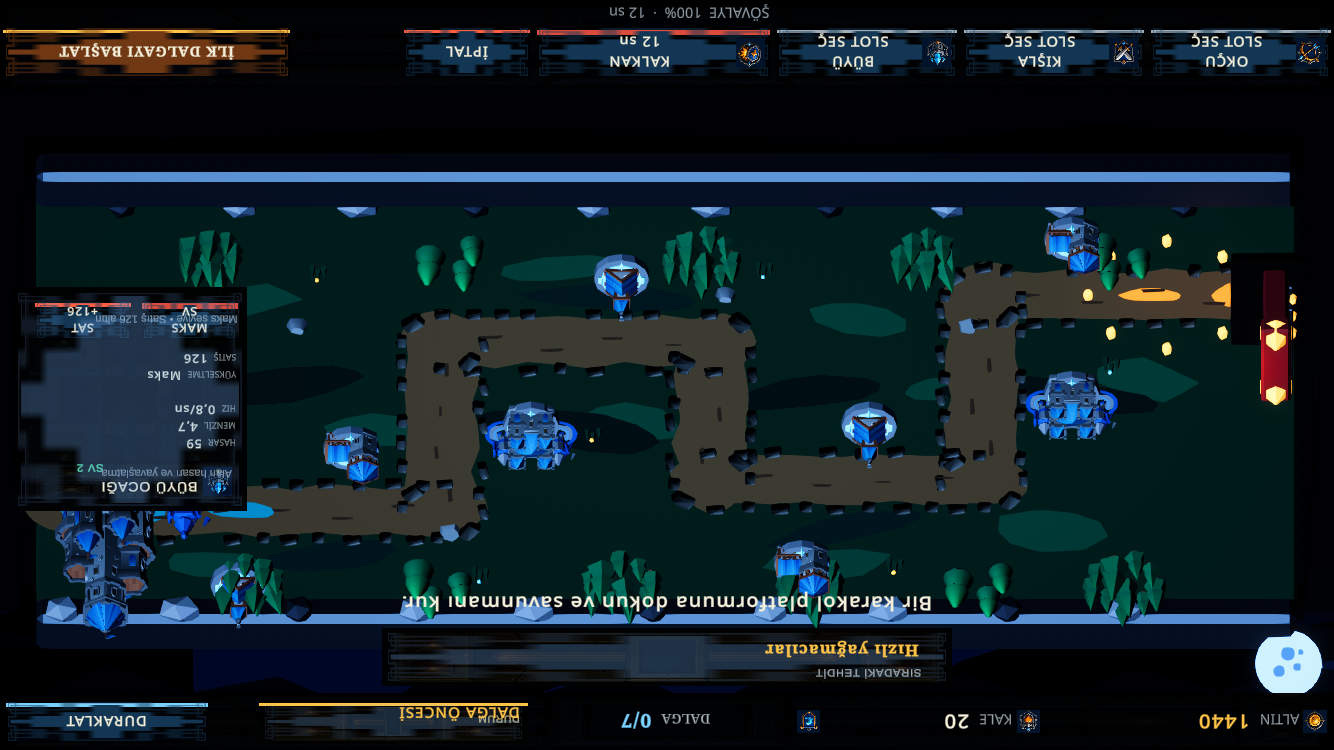 ALTIN 1440
KALE 20
DALGA 0/7
DURUM
DALGA ÖNCESİ
DURAKLAT
SIRADAKİ TEHDİT
Hızlı yağmacılar
Bir karakol platformuna dokun ve savunmanı kur.
BÜYÜ OCAĞI
Alan hasarı ve yavaşlatma
SV 2
HASAR 59
MENZİL 4,7
HIZ 0,8/sn
YÜKSELTME Maks
SATIŞ 126
Maks seviye • Satış 126 altın
MAKS
SV
SAT
+126
OKÇU
SLOT SEÇ
KIŞLA
SLOT SEÇ
BÜYÜ
SLOT SEÇ
KALKAN
12 sn
İPTAL
İLK DALGAYI BAŞLAT
ŞÖVALYE 100% · 12 sn